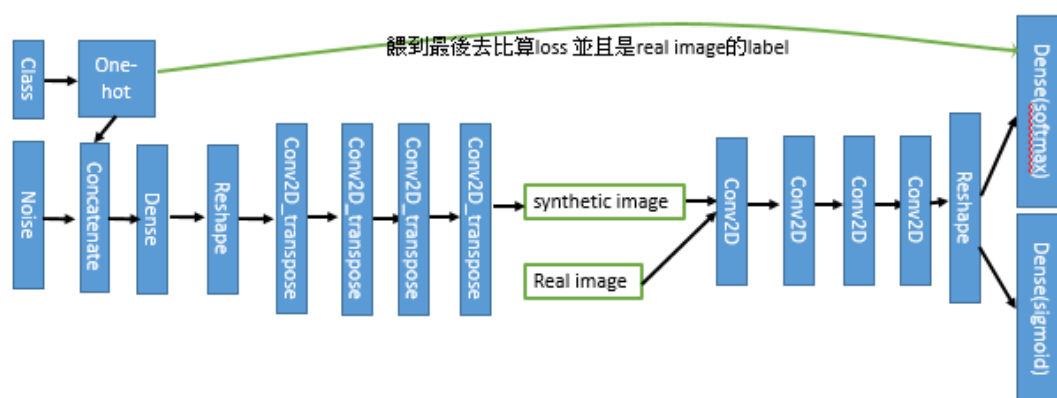 餵到最後去比算loss 並且是real image的label
Class
One-
hot
Noise
Concatenate
Dense
Reshape
Conv2D_transpose
Conv2D_transpose
Conv2D_transpose
Conv2D_transpose
synthetic image
Real image
Conv2D
Conv2D
Conv2D
Conv2D
Reshape
Dense(softmax)
Dense(sigmoid)